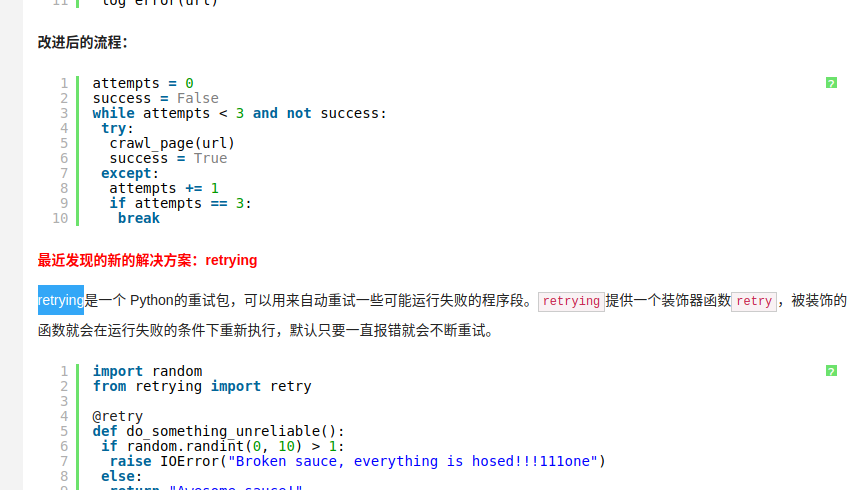 11 log_error(url)
改进后的流程：
1 attempts = 0
2 success = False
3 while attempts < 3 and not success:
4 try:
5 crawl_page(url)
6 success = True
7 except:
8 attempts += 1
9 if attempts == 3:
10 break
?
最近发现的新的解决方案：retrying
retrying是一个 Python的重试包，可以用来自动重试一些可能运行失败的程序段。retrying提供一个装饰器函数retry，被装饰的
函数就会在运行失败的条件下重新执行，默认只要一直报错就会不断重试。
1 import random
2 from retrying import retry
3
4 @retry
5 def do_something_unreliable():
6 if random.randint(0, 10) > 1:
7 raise IOError("Broken sauce, everything is hosed!!!111one")
8 else:
9 return "Awesome sauce!"
?